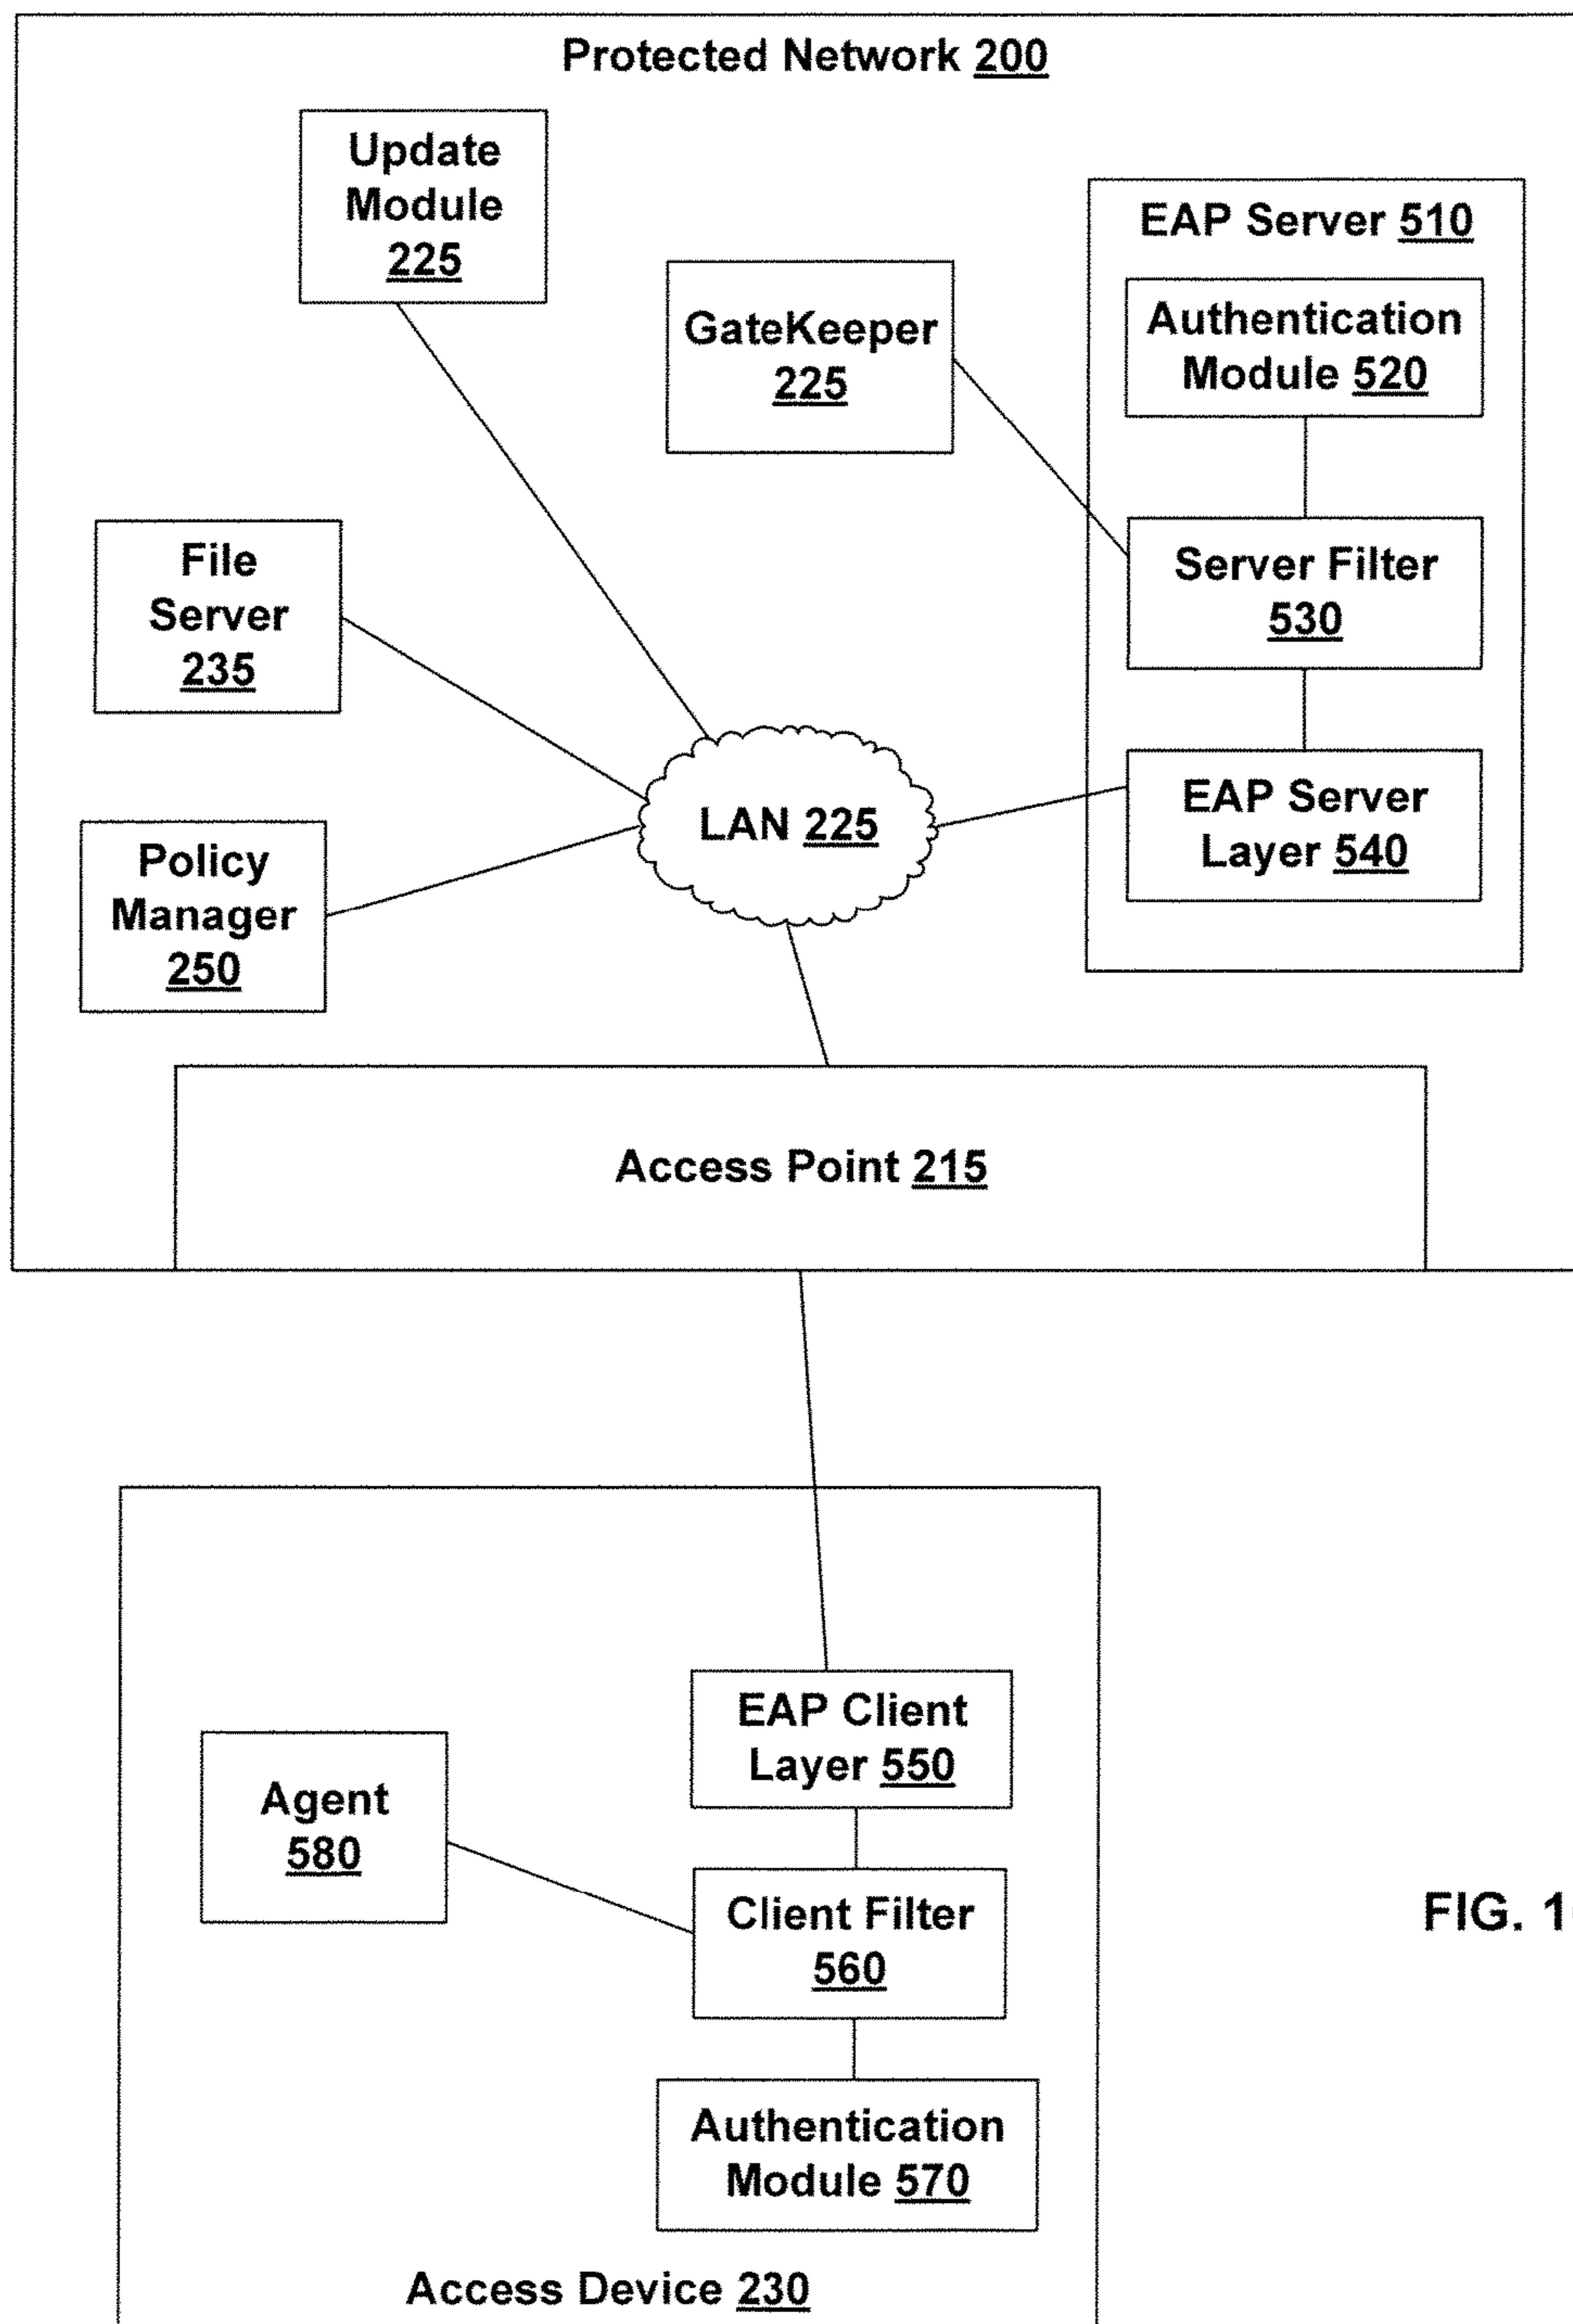 Protected Network 200
Update
Module
225
EAP Server 510
GateKeeper
225
Authentication
Module 520
File
Server
235
Server Filter
530
LAN 225
EAP Server
Layer 540
Policy
Manager
250
Access Point 215
EAP Client
Layer 550
Agent
580
Client Filter
560
FIG.
Authentication
Module 570
Access Device 230